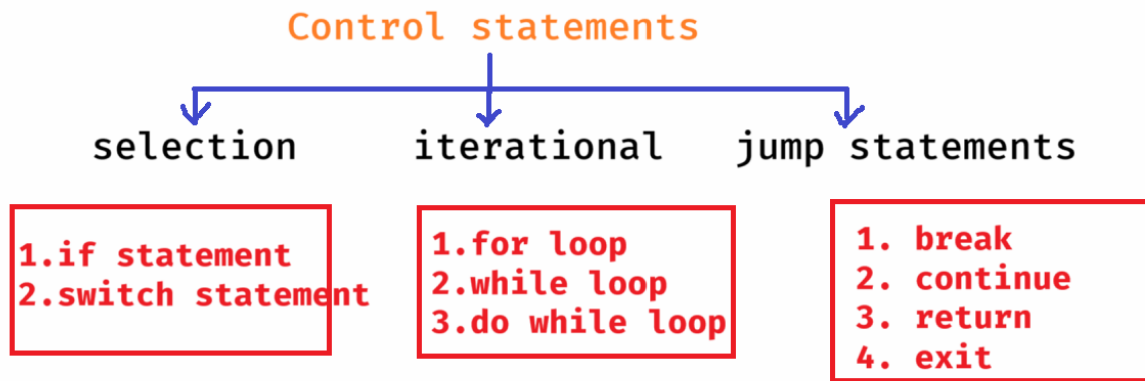 Control statements
selection
iterational
jump statements
1.if statement
2.switch statement
1.for loop
2.while loop
3.do while loop
1. break
2. continue
3. return
4. exit